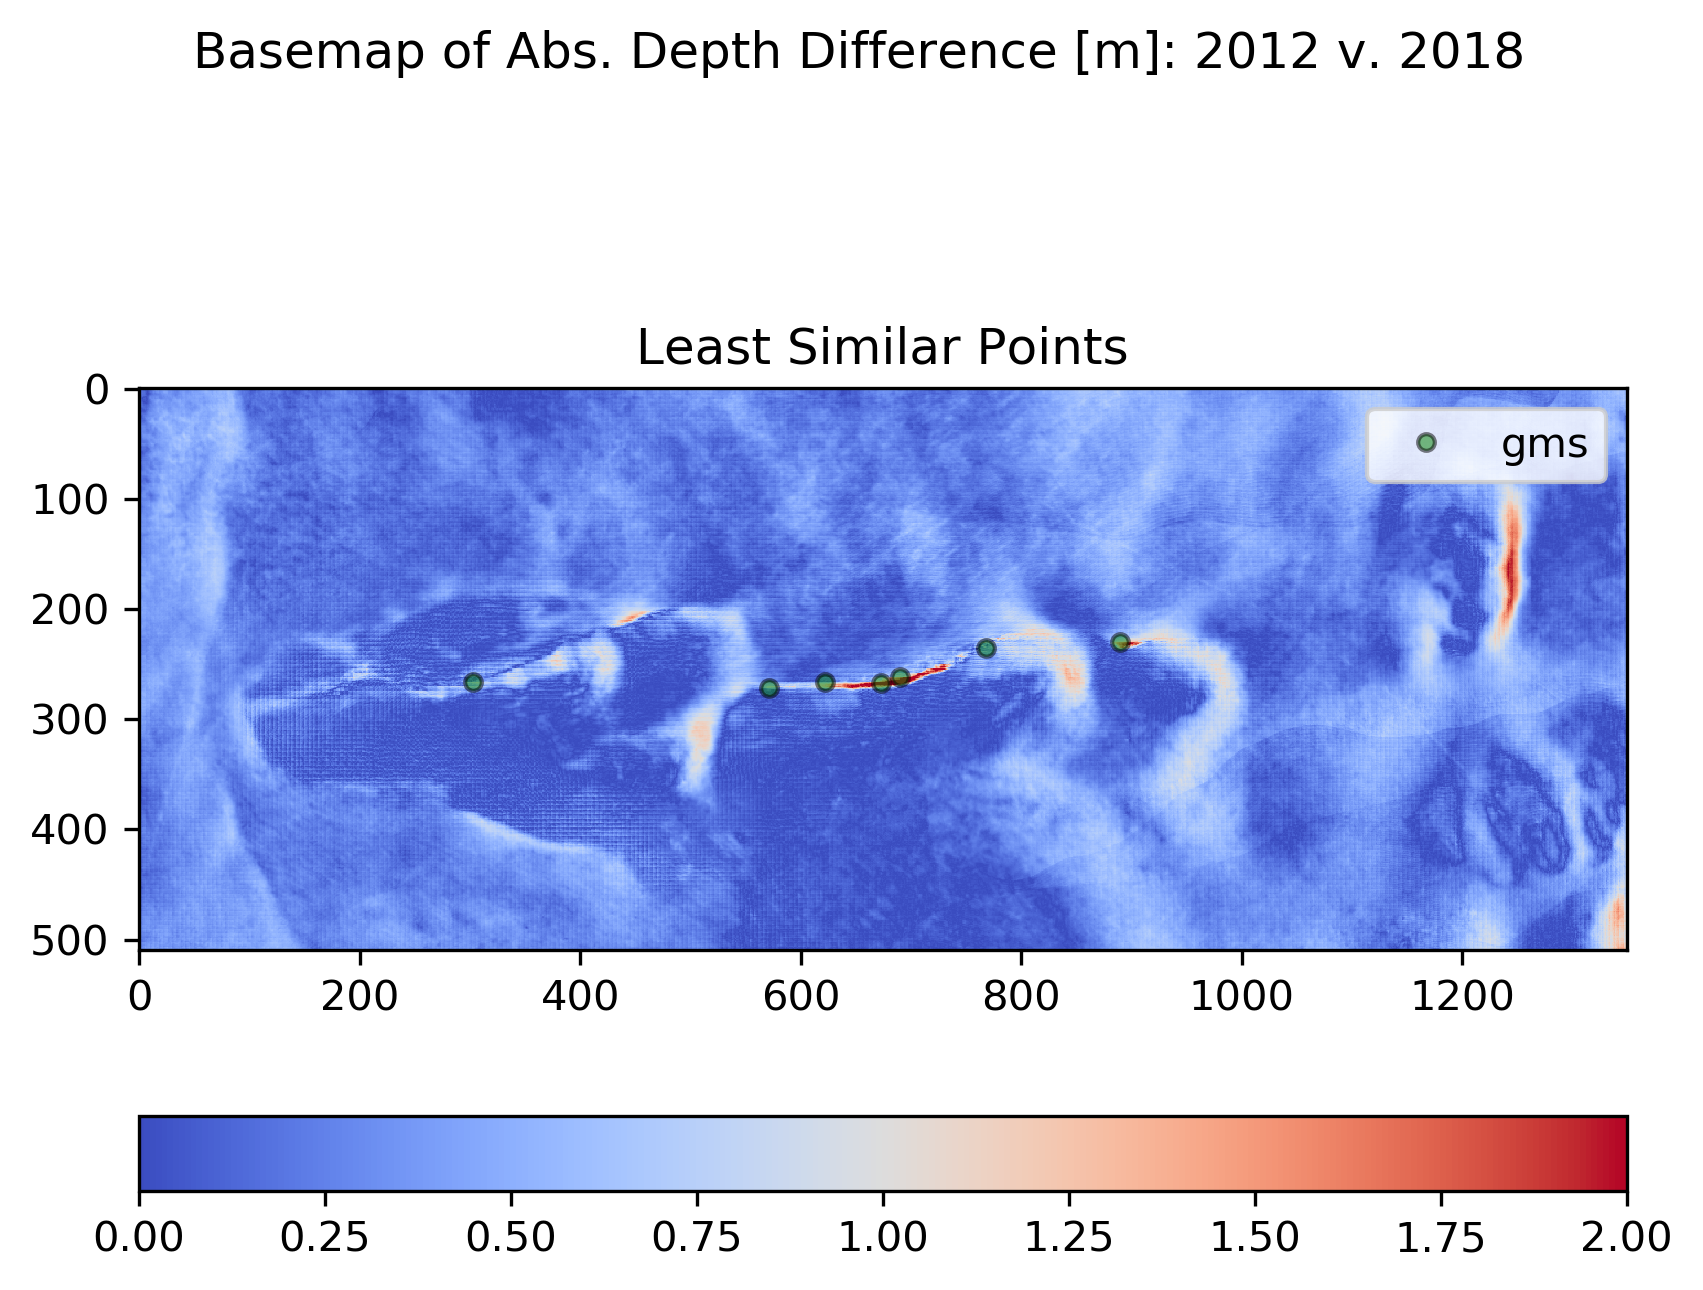 Basemap of Abs. Depth Difference [m]: 2012 v. 2018
Least Similar Points
gms
0
100
200
300
400
500
0 200 400 600 800 1000 1200
0.00 0.25 0.50 0.75 1.00 1.25 1.50 1.75 2.00